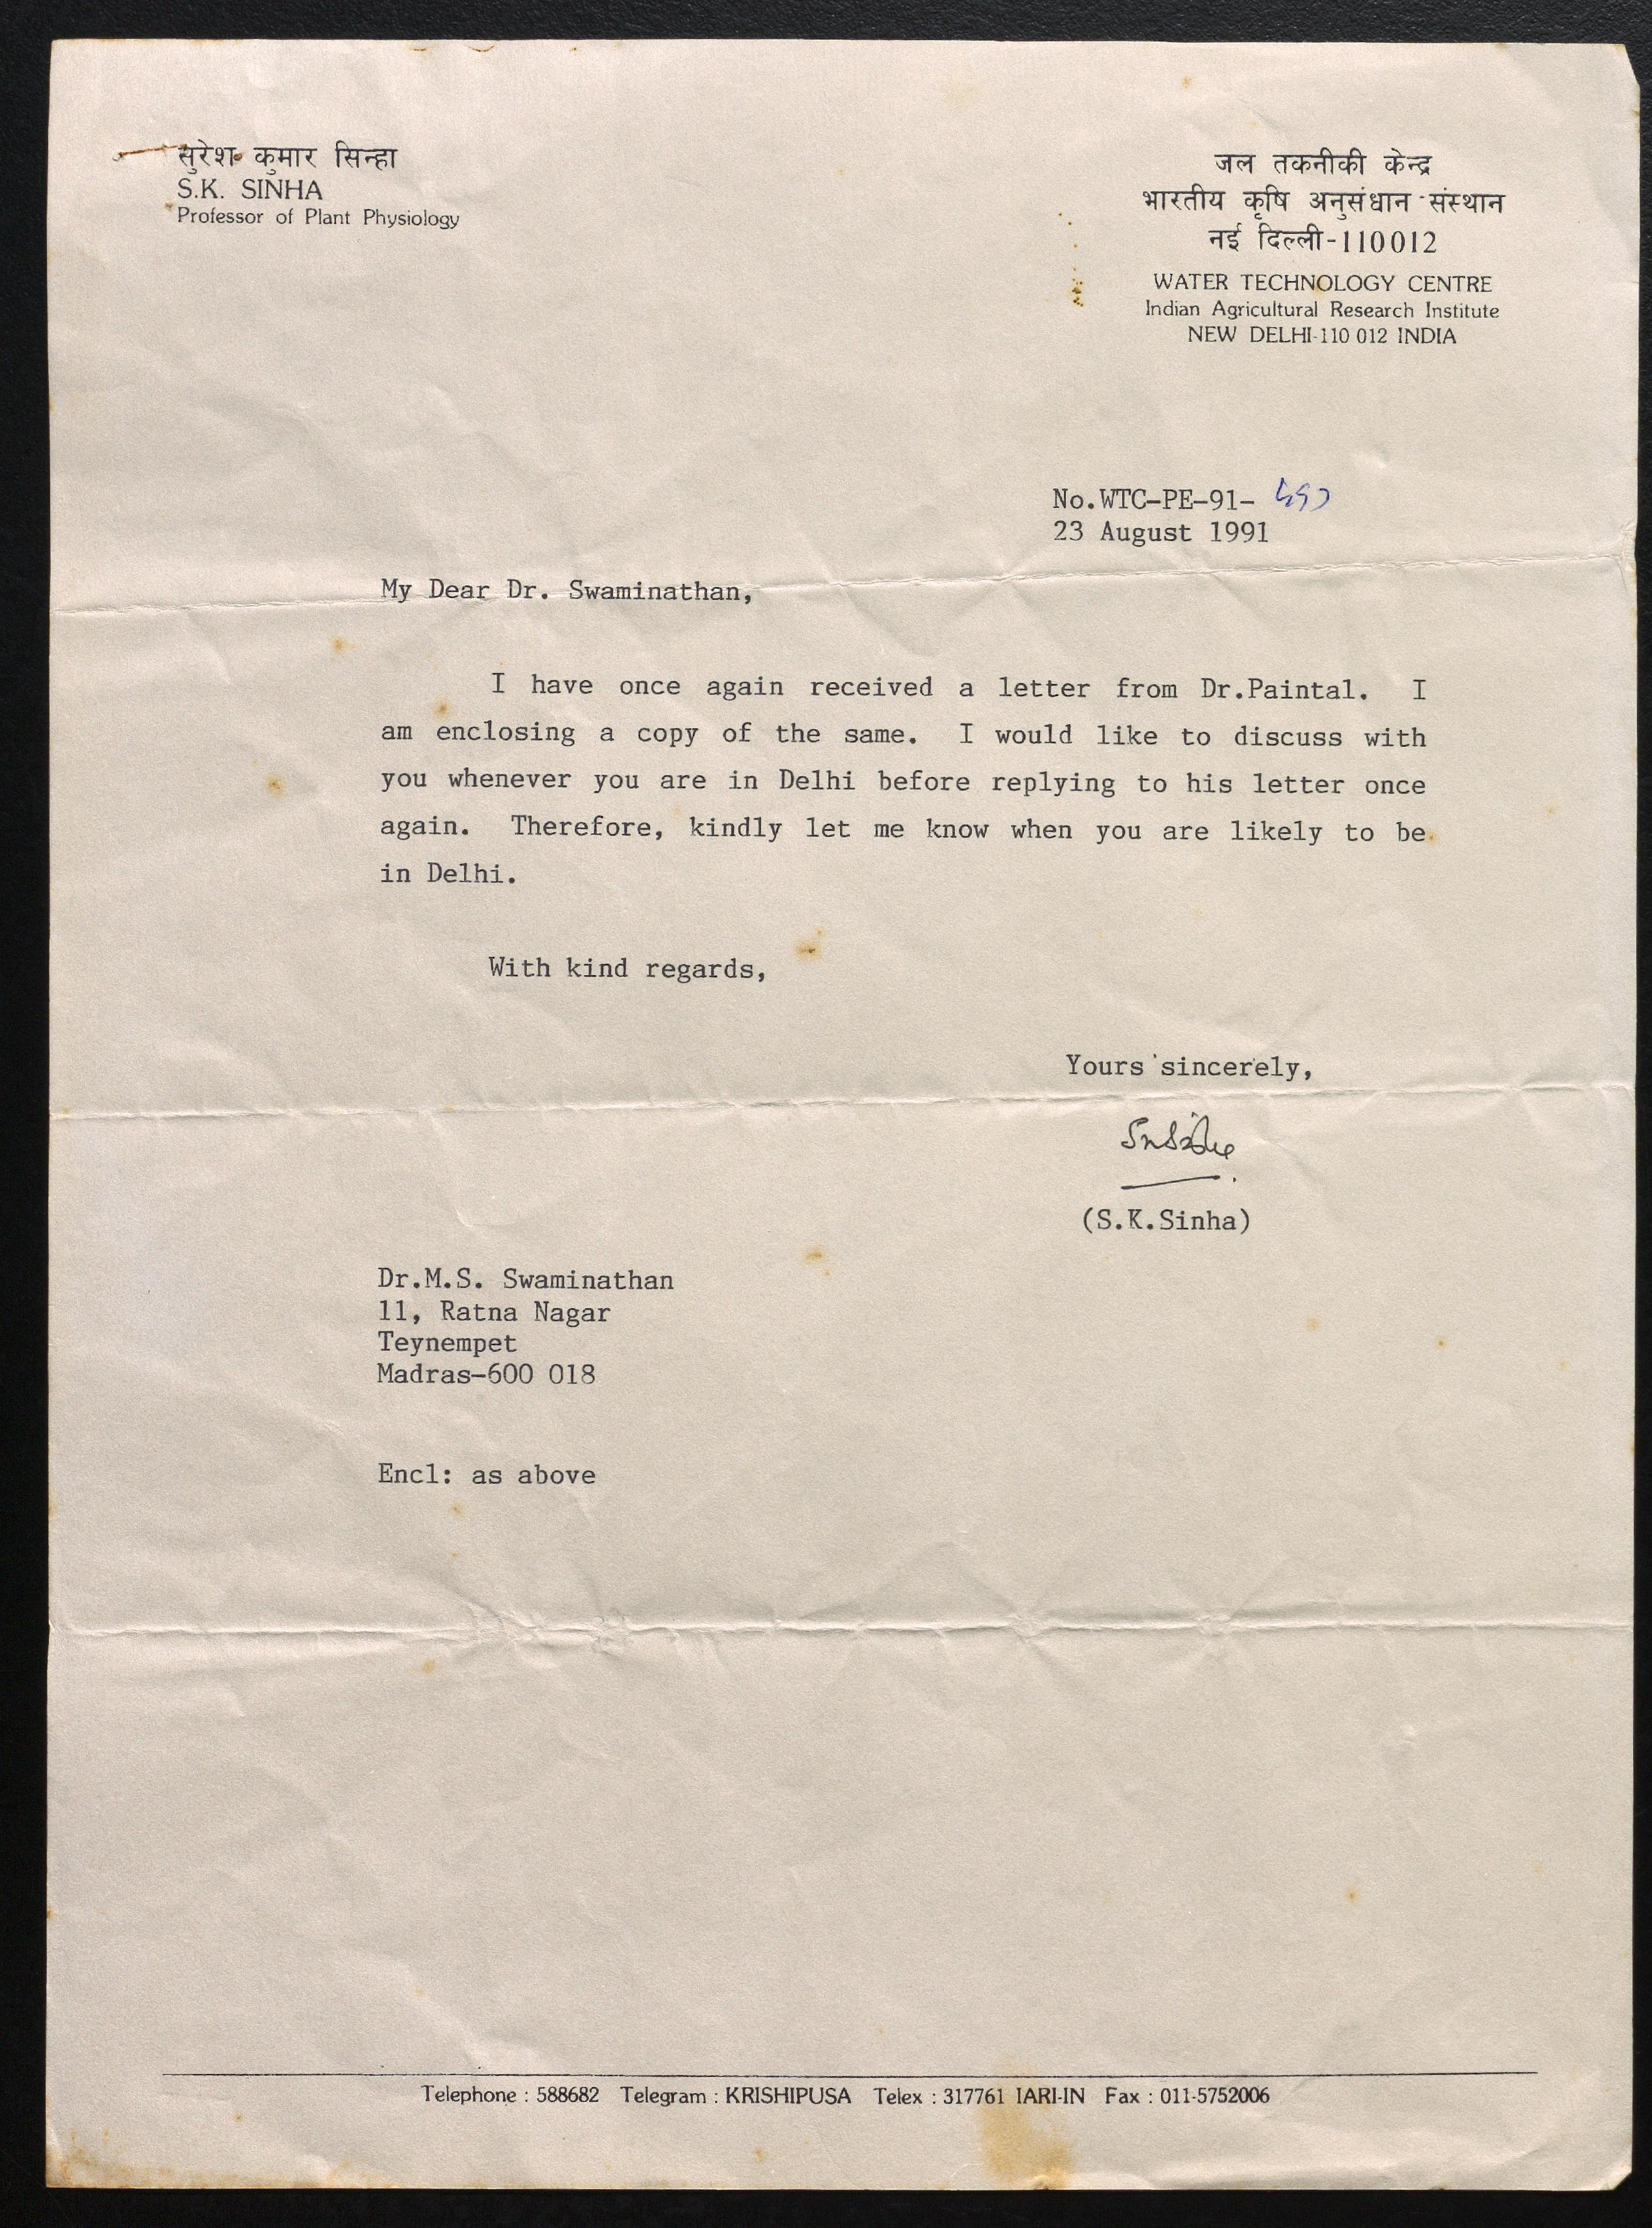 सुरेश कुमार सिन्हा
S.K. SINHA
Professor of Plant Physiology
जल तकनीकी केन्द्र
भारतीय कृषि अनुसंधान संस्थान
नई दिल्ली-110012
WATER TECHNOLOGY CENTRE
Indian Agricultural Research Institute
NEW DELHI-110 012 INDIA
No.WTC-PE-91-
23 August 1991
My Dear Dr. Swaminathan,
I have once again received a letter from Dr.Paintal. I
am enclosing a copy of the same. I would like to discuss with
you whenever you are in Delhi before replying to his letter once
again. Therefore, kindly let me know when you are likely to be
in Delhi.
With kind regards,
Yours sincerely,
(S.K.Sinha)
Dr.M.S. Swaminathan
11, Ratna Nagar
Teynempet
Madras-600 018
Encl: as above
Telephone : 588682 Telegram : KRISHIPUSA Telex : 317761 IARI-IN Fax : 011-5752006